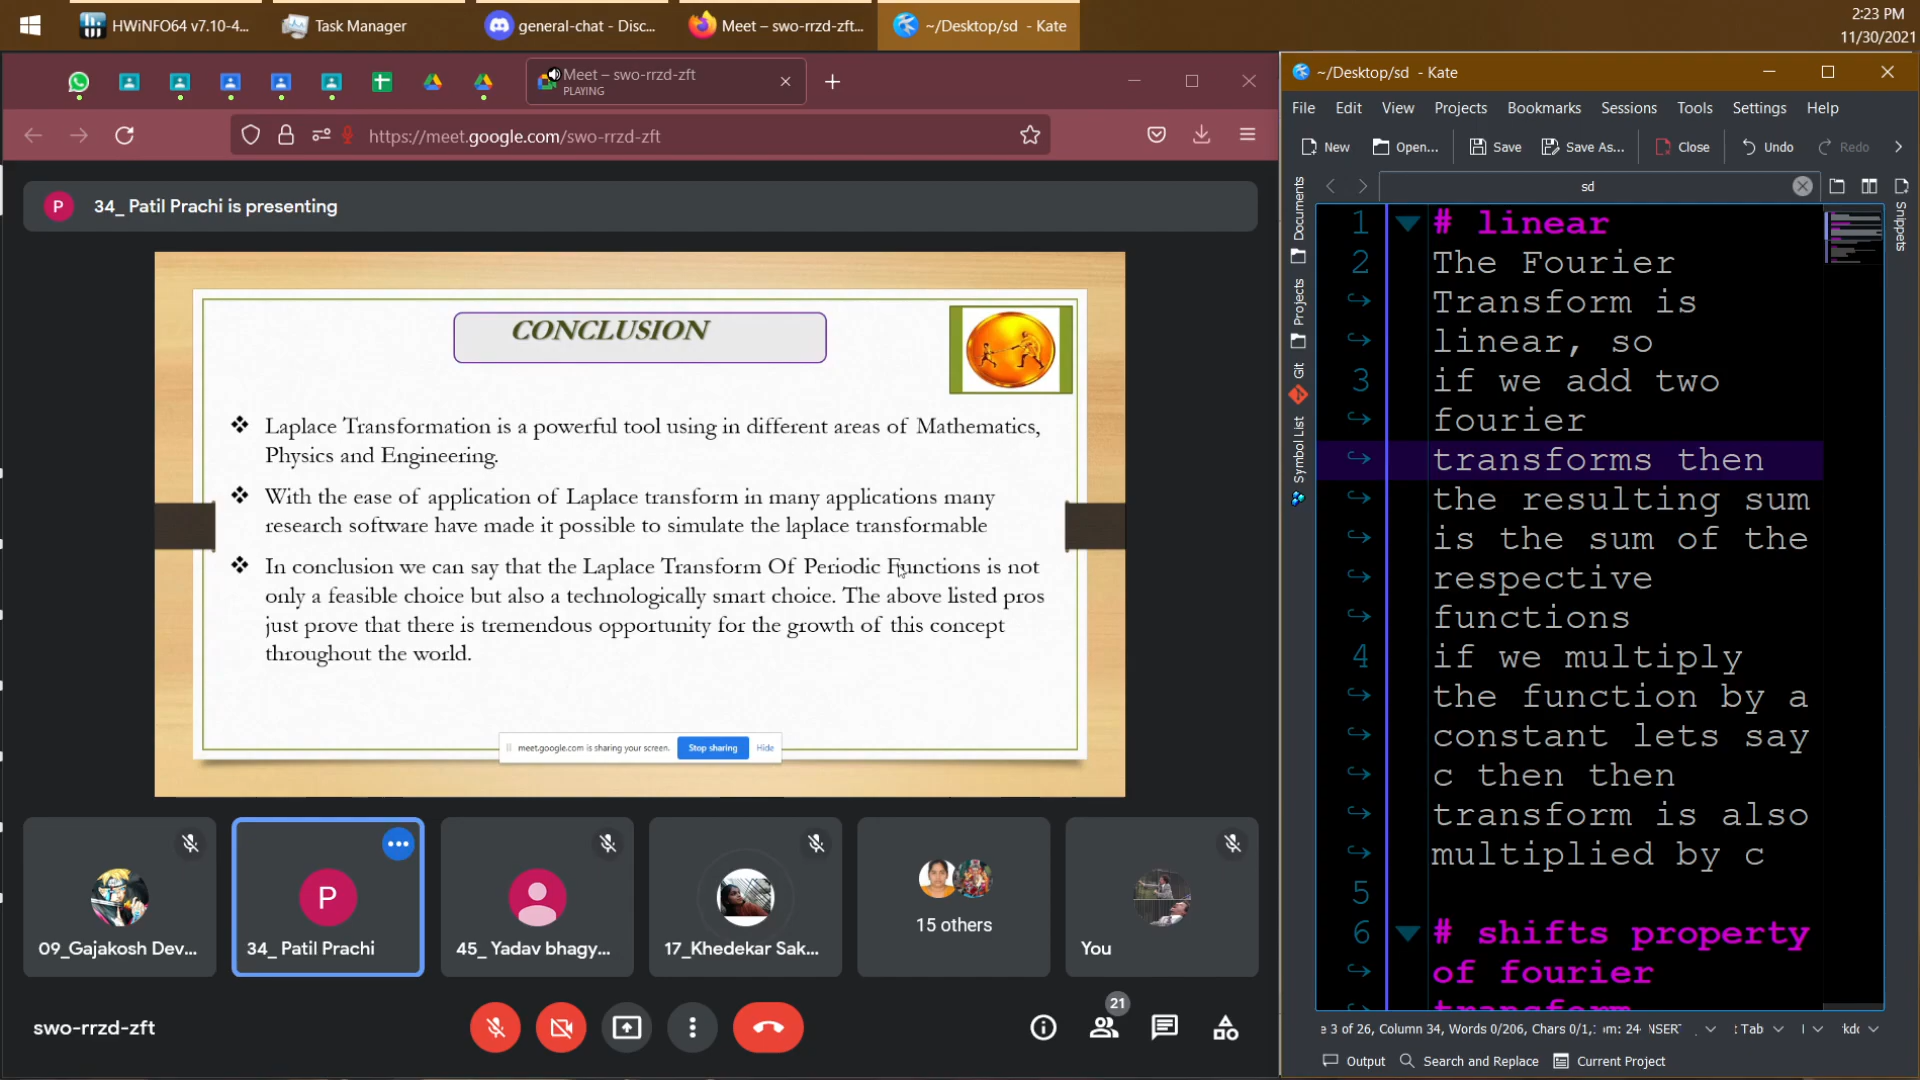 HWiNFO64 v7.10-4...
Task Manager
general-chat - Disc...
Meet – swo-rrzd-zft...
~/Desktop/sd - Kate
2:23 PM
11/30/2021
Meet – swo-rrzd-zft
PLAYING
https://meet.google.com/swo-rrzd-zft
P
34_ Patil Prachi is presenting
CONCLUSION
Laplace Transformation is a powerful tool using in different areas of Mathematics,
Physics and Engineering.
With the ease of application of Laplace transform in many applications many
research software have made it possible to simulate the laplace transformable
In conclusion we can say that the Laplace Transform Of Periodic Functions is not
only a feasible choice but also a technologically smart choice. The above listed pros
just prove that there is tremendous opportunity for the growth of this concept
throughout the world.
meet.google.com is sharing your screen.
Stop sharing
Hide
09_Gajakosh Dev...
P
34_ Patil Prachi
45_ Yadav bhagy...
17_Khedekar Sak...
15 others
You
swo-rrzd-zft
21
~/Desktop/sd - Kate
File Edit View Projects Bookmarks Sessions Tools Settings Help
New Open... Save Save As... Close Undo Redo
sd
Documents
Projects
Git
Symbol List
Snippets
1 # linear
2 The Fourier
Transform is
linear, so
3 if we add two
fourier
transforms then
the resulting sum
is the sum of the
respective
functions
4 if we multiply
the function by a
constant lets say
c then then
transform is also
multiplied by c
5
6 # shifts property
of fourier
transform
e 3 of 26, Column 34, Words 0/206, Chars 0/1,
INSERT
Tab
Output Search and Replace Current Project